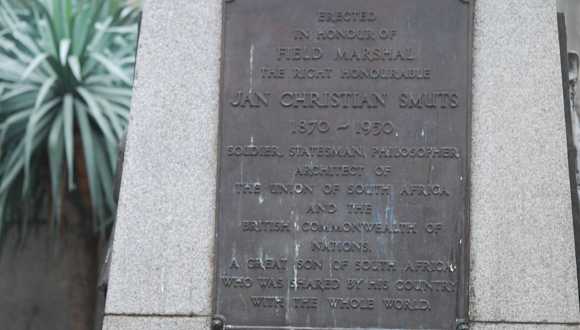 ERECTED
IN HONOUR OF
FIELD MARSHAL
THE RIGHT HONOURABLE
JAN CHRISTIAN SMUTS
1870 ~ 1950.
SOLDIER, STATESMAN, PHILOSOPHER,
ARCHITECT OF
THE UNION OF SOUTH AFRICA
AND THE
BRITISH COMMONWEALTH OF
NATIONS.
A GREAT SON OF SOUTH AFRICA
WHO WAS SHARED BY HIS COUNTRY
WITH THE WHOLE WORLD.